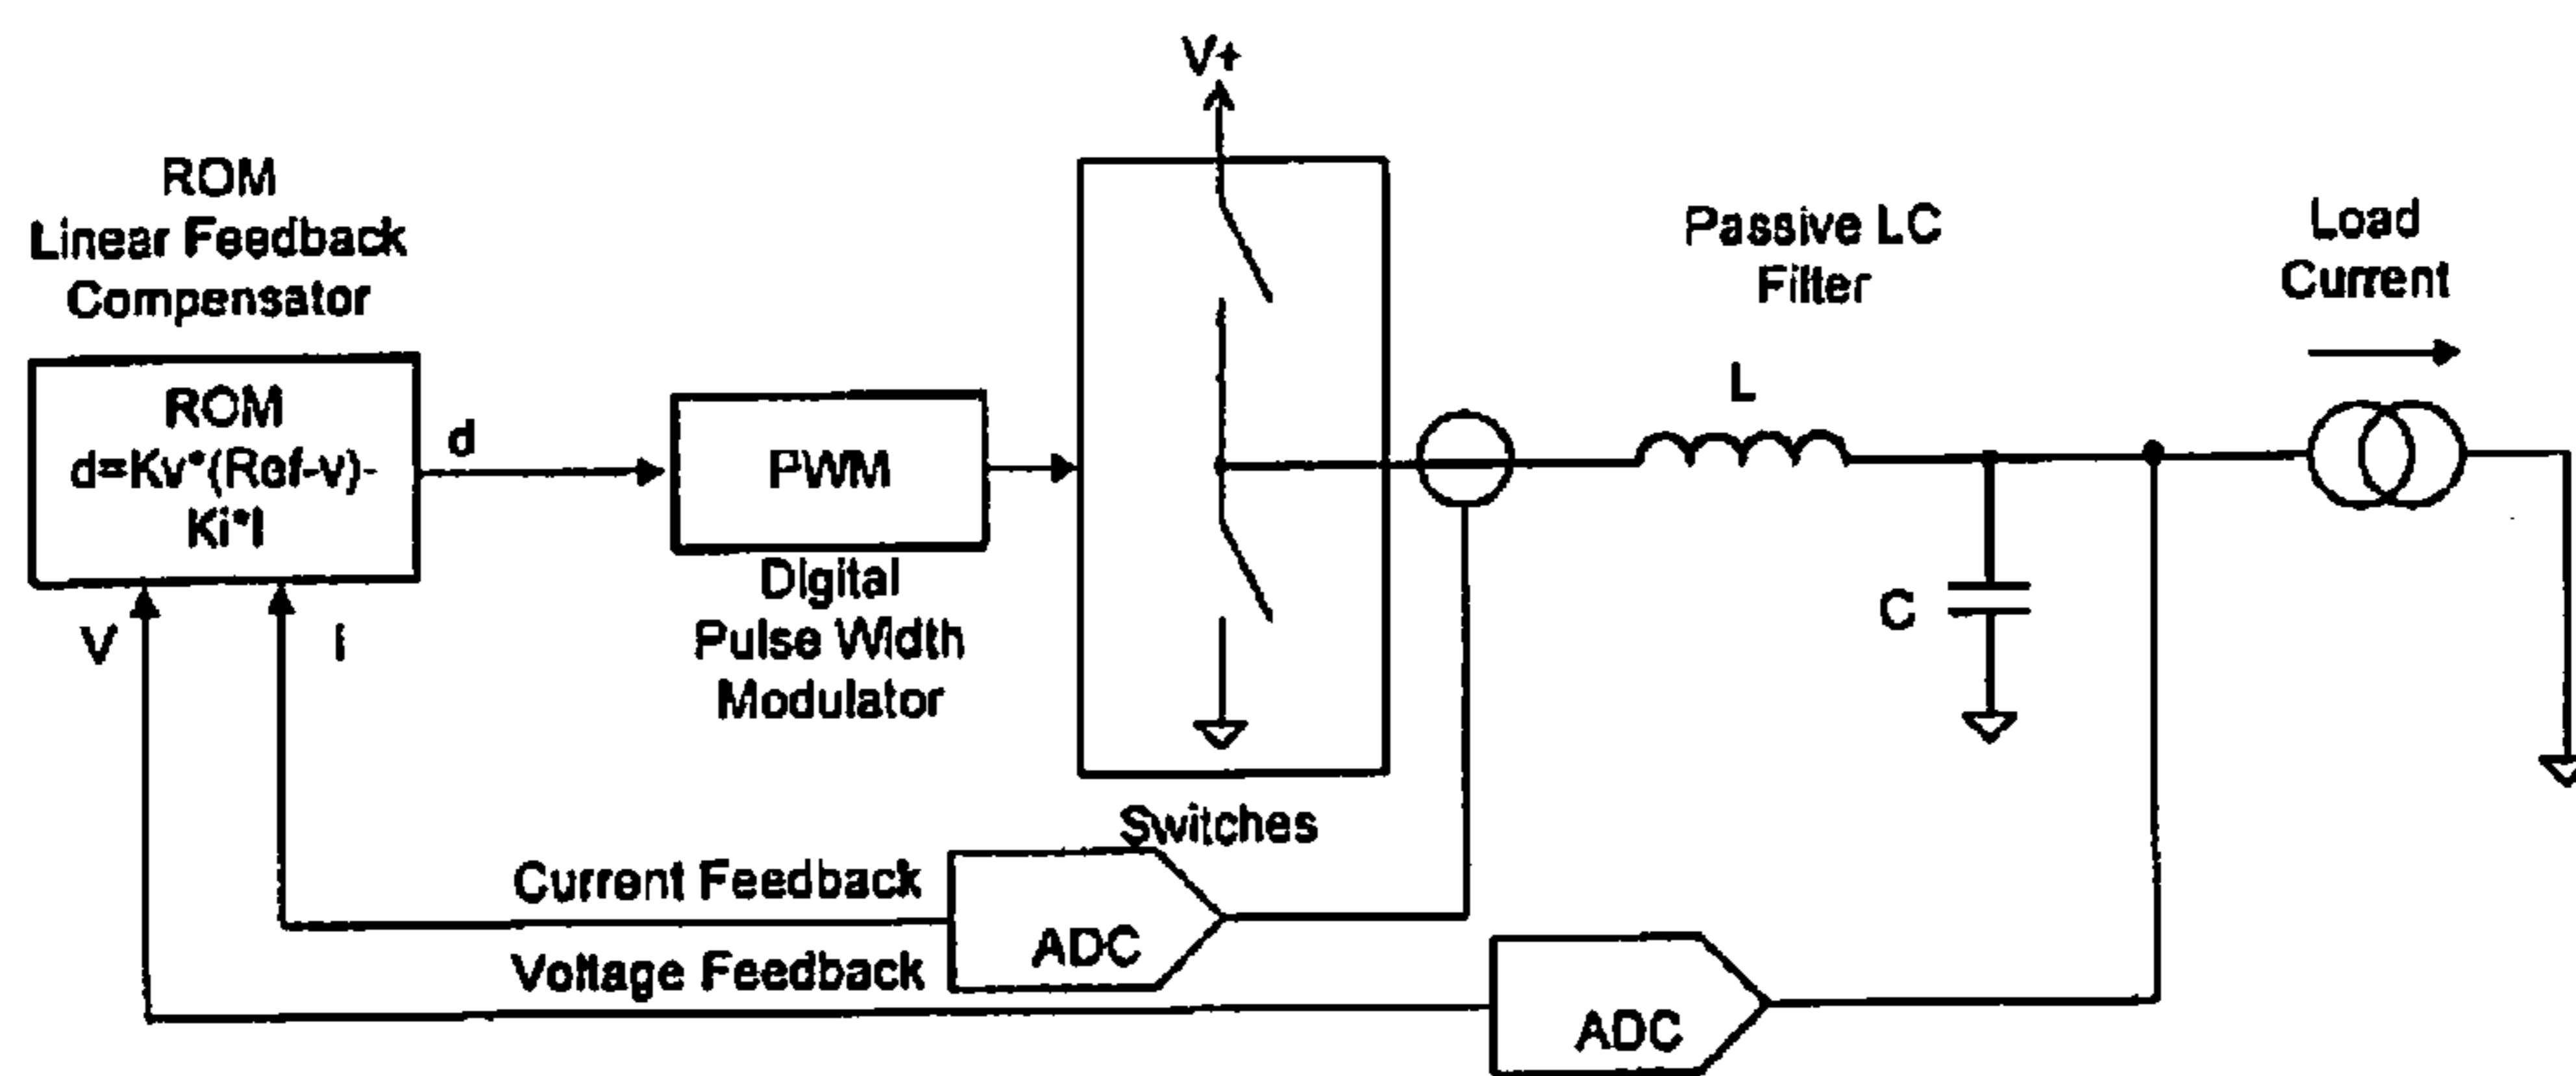 V+
ROM
Linear Feedback
Compensator
ROM
d=Kv*(Ref-v)-
Ki*I
d
PWM
Digital
Pulse Width
Modulator
Switches
Passive LC
Filter
L
C
Load
Current
V
I
Current Feedback
ADC
Voltage Feedback
ADC